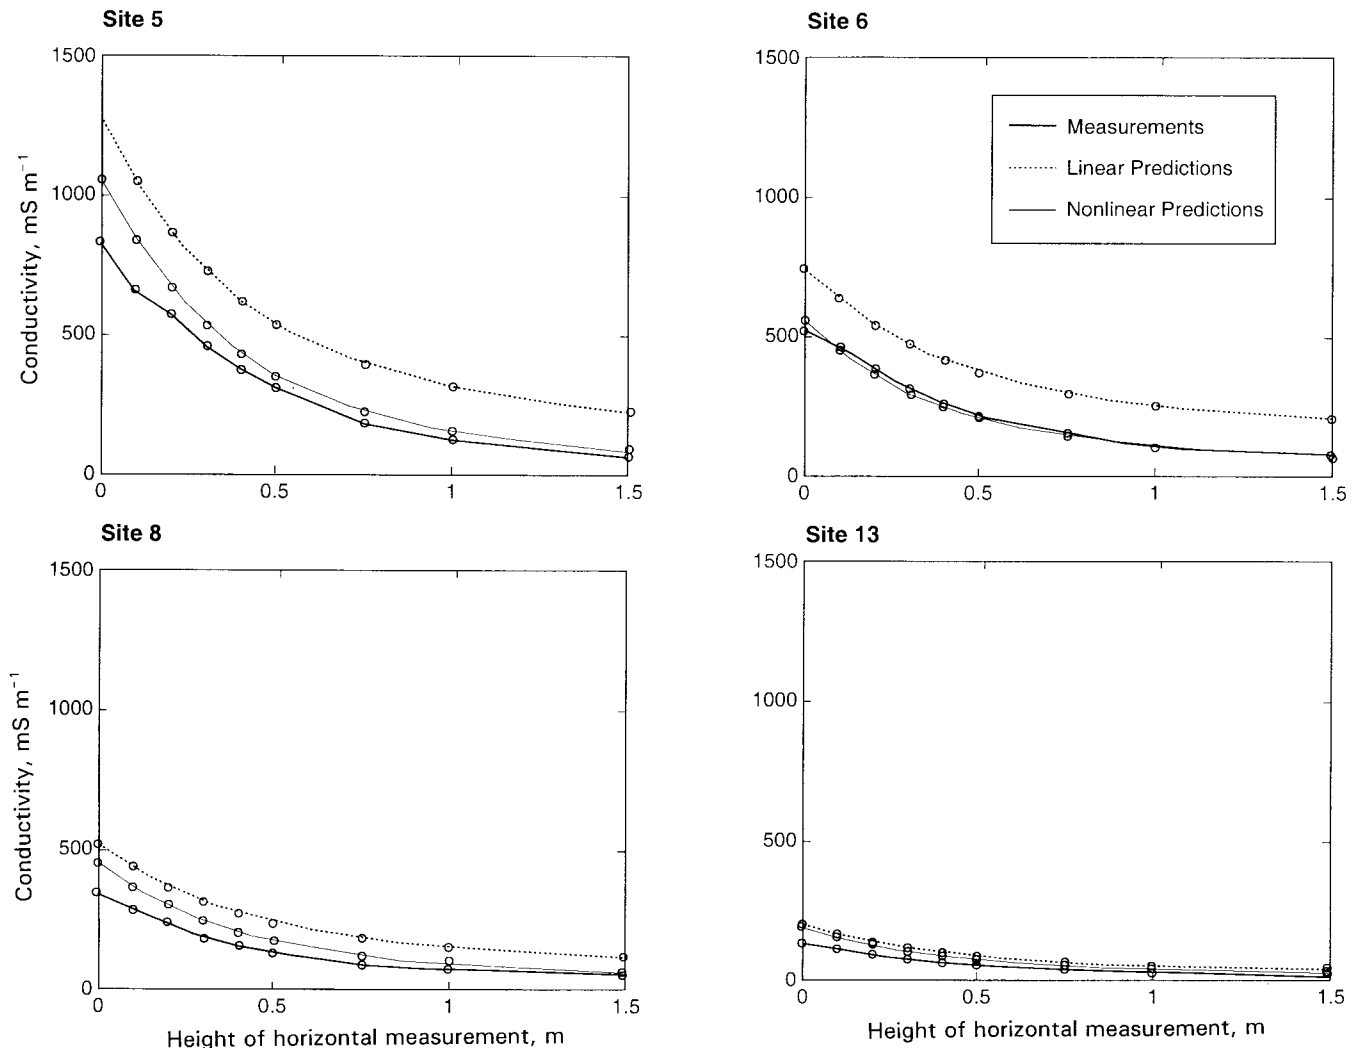 Site 5
1500
1000
500
0
0
0.5
1
1.5
Conductivity, mS m⁻¹
Site 6
1500
1000
500
0
0
0.5
1
1.5
Measurements
Linear Predictions
Nonlinear Predictions
Site 8
1500
1000
500
0
0
0.5
1
1.5
Conductivity, mS m⁻¹
Height of horizontal measurement, m
Site 13
1500
1000
500
0
0
0.5
1
1.5
Height of horizontal measurement, m